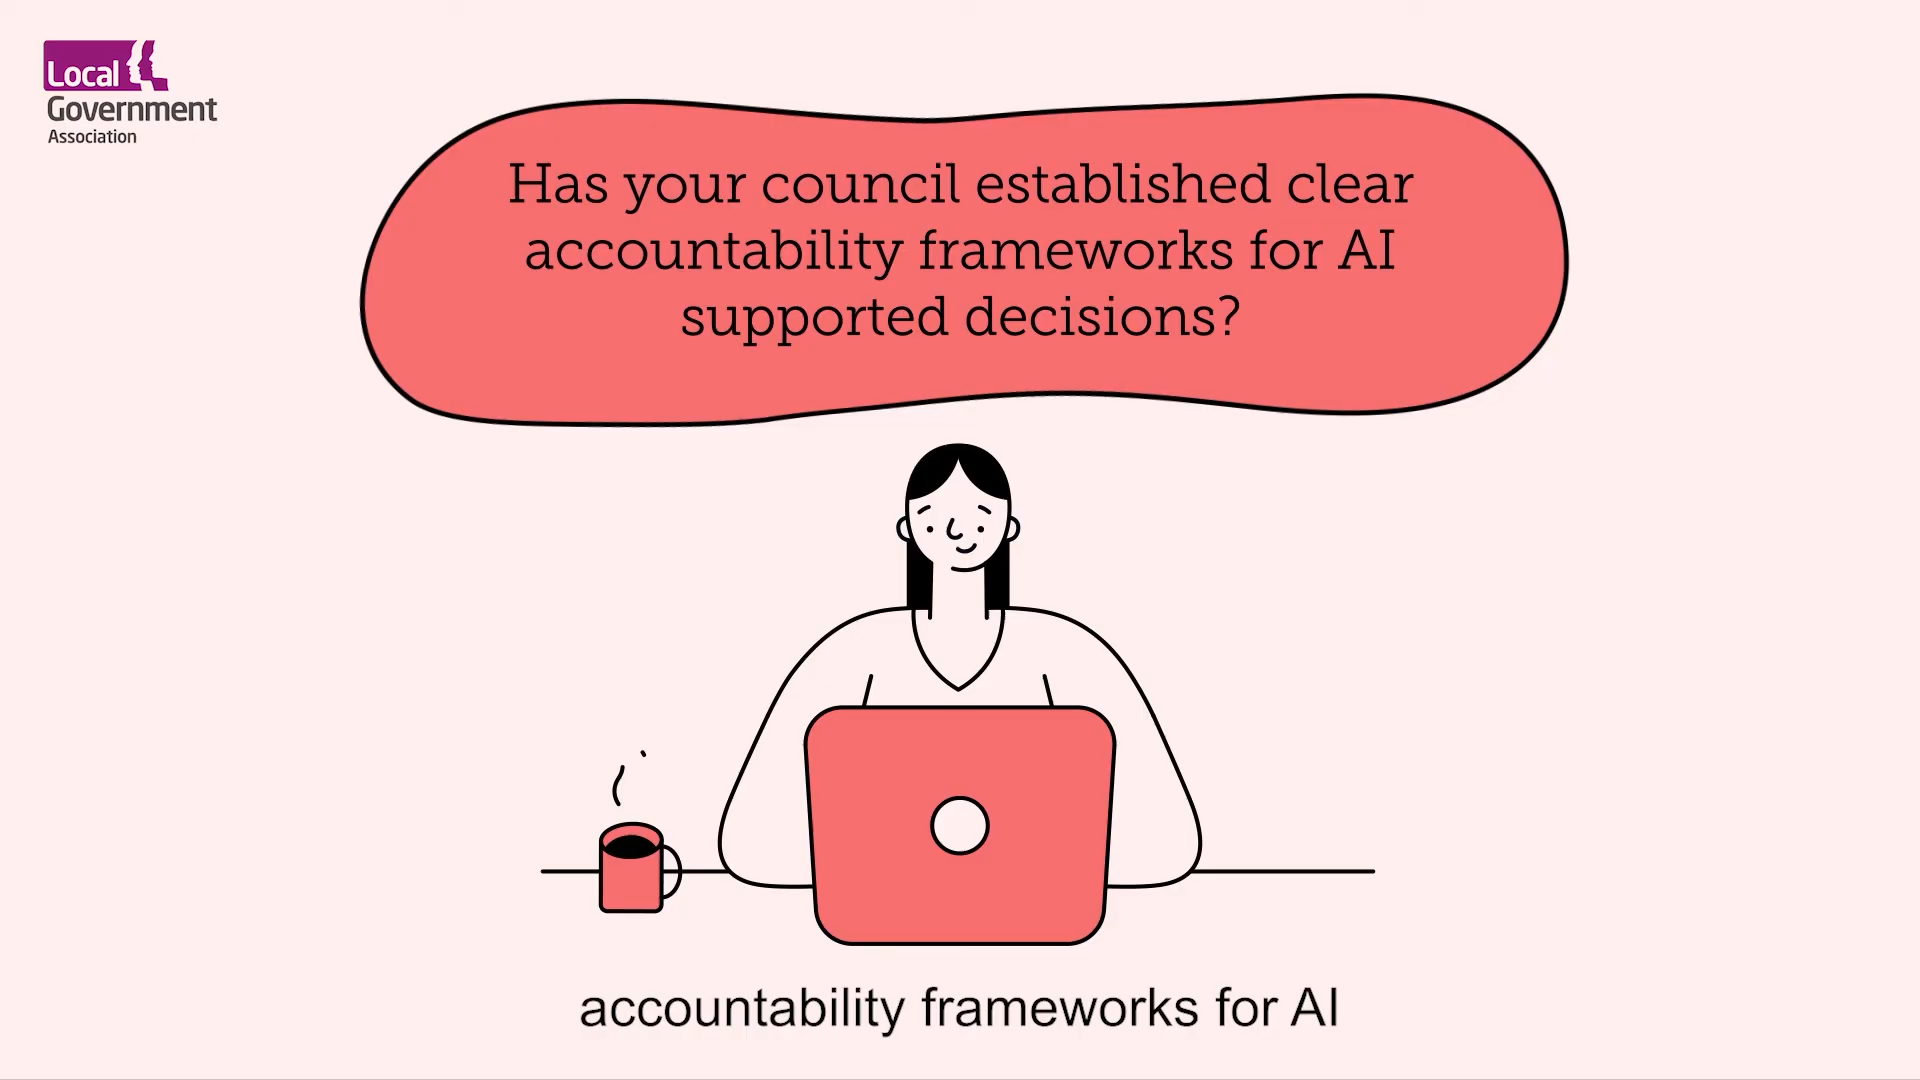 Local
Government
Association
Has your council established clear
accountability frameworks for AI
supported decisions?
accountability frameworks for AI